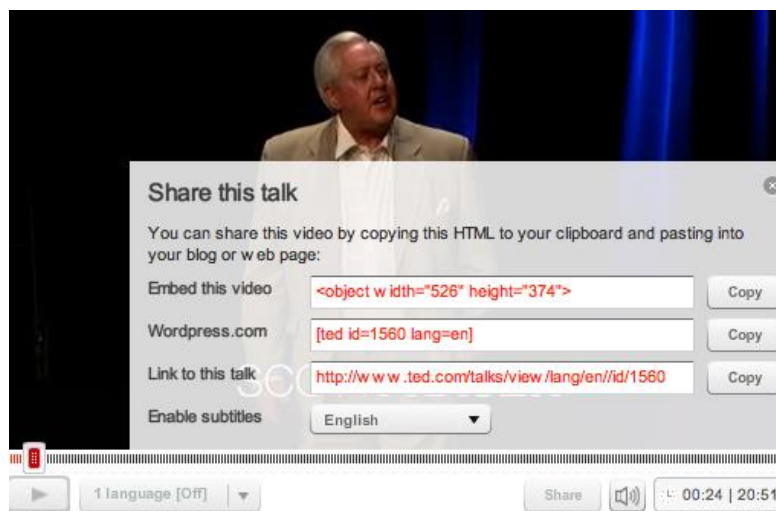 Share this talk
You can share this video by copying this HTML to your clipboard and pasting into
your blog or web page:
Embed this video
<object width="526" height="374">
Copy
Wordpress.com
[ted id=1560 lang=en]
Copy
Link to this talk
http://www.ted.com/talks/view/lang/en//id/1560
Copy
Enable subtitles
English
1 language [Off]
Share
00:24 | 20:51